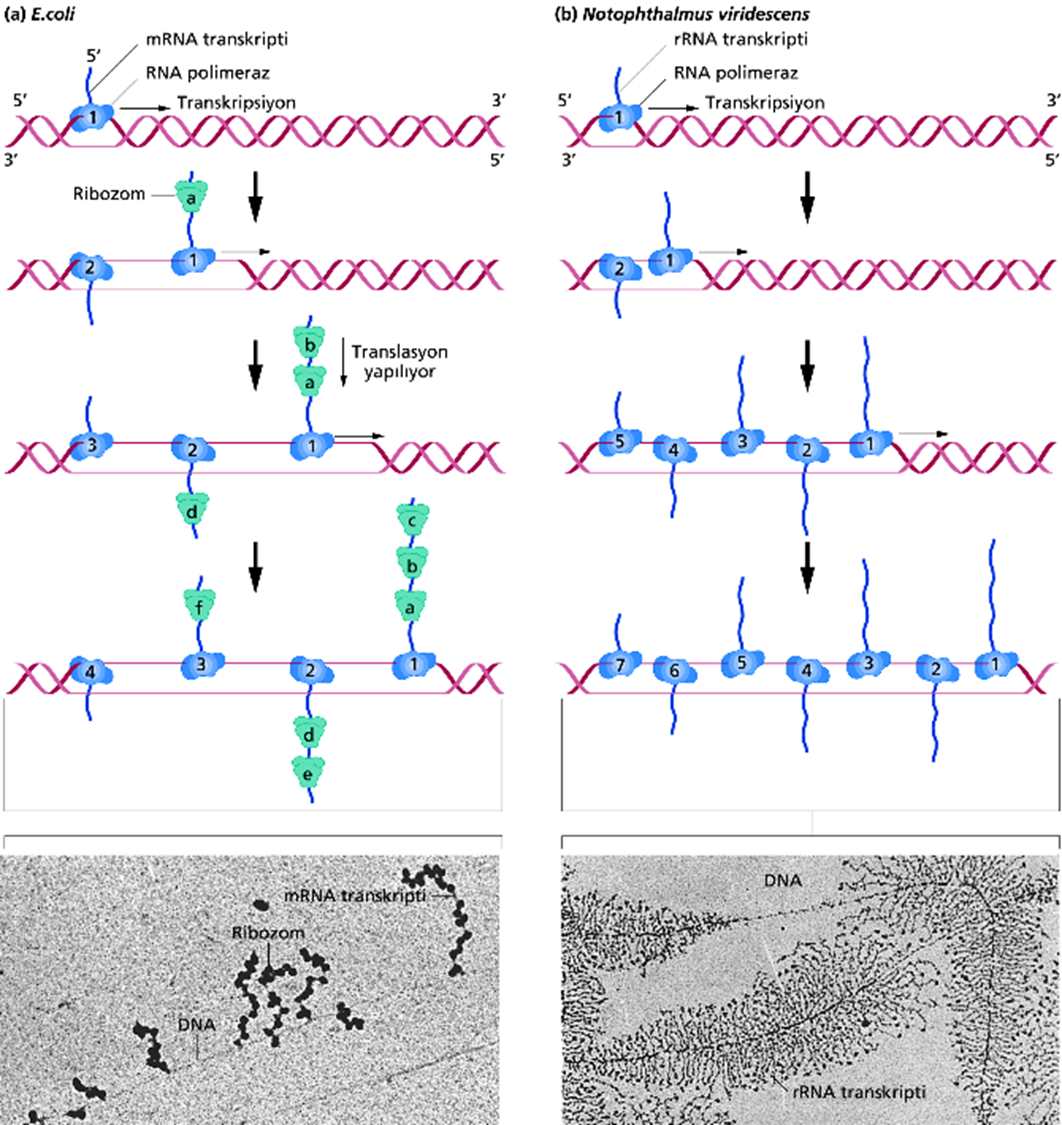 (a) E.coli
5'
mRNA transkripti
RNA polimeraz
Transkripsiyon
1
5'
3'
3'
5'
Ribozom
a
2
1
b
a
Translasyon
yapılıyor
3
2
1
d
c
b
a
f
4
3
2
1
d
e
mRNA transkripti
Ribozom
DNA
(b) Notophthalmus viridescens
rRNA transkripti
RNA polimeraz
Transkripsiyon
1
5'
3'
3'
5'
2
1
5
4
3
2
1
7
6
5
4
3
2
1
DNA
rRNA transkripti